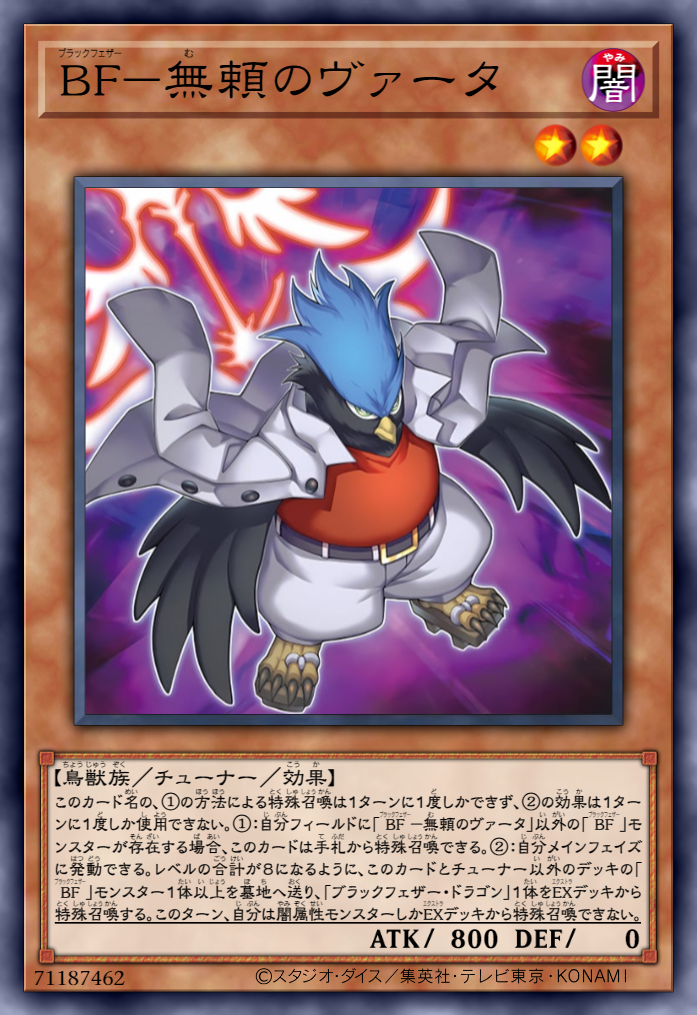 BF－無頼のヴァータ
闇
【鳥獣族／チューナー／効果】
このカード名の、①の方法による特殊召喚は1ターンに1度しかできず、②の効果は1ター
ンに1度しか使用できない。①：自分フィールドに「BF－無頼のヴァータ」以外の「BF」モ
ンスターが存在する場合、このカードは手札から特殊召喚できる。②：自分メインフェイズ
に発動できる。レベルの合計が８になるように、このカードとチューナー以外のデッキの「
BF」モンスター1体以上を墓地へ送り、「ブラックフェザー・ドラゴン」1体をEXデッキから
特殊召喚する。このターン、自分は闇属性モンスターしかEXデッキから特殊召喚できない。
ATK/ 800 DEF/ 0
71187462 ©スタジオ・ダイス／集英社・テレビ東京・KONAMI